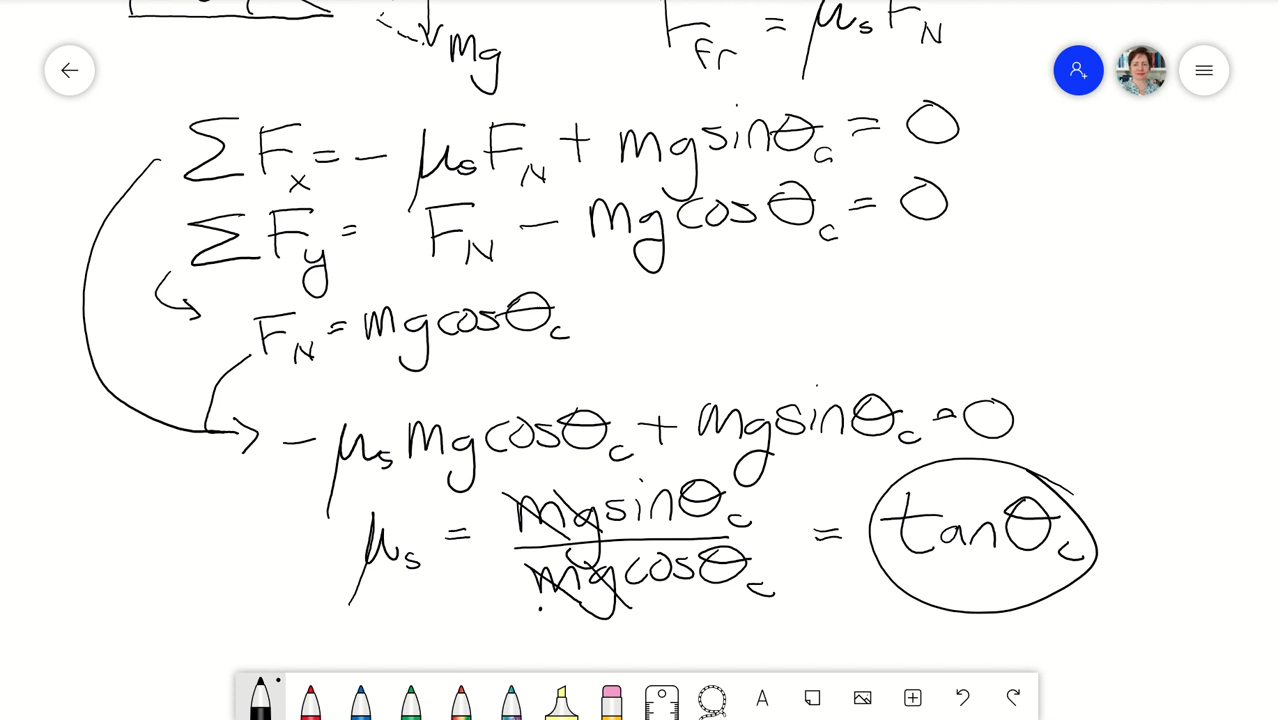 mg
F_fr = μ_s F_N
ΣF_x = - μ_s F_N + mg sinθ_c = 0
ΣF_y = F_N - mg cosθ_c = 0
F_N = mg cosθ_c
- μ_s mg cosθ_c + mg sinθ_c = 0
μ_s = mg sinθ_c / mg cosθ_c = tanθ_c
A